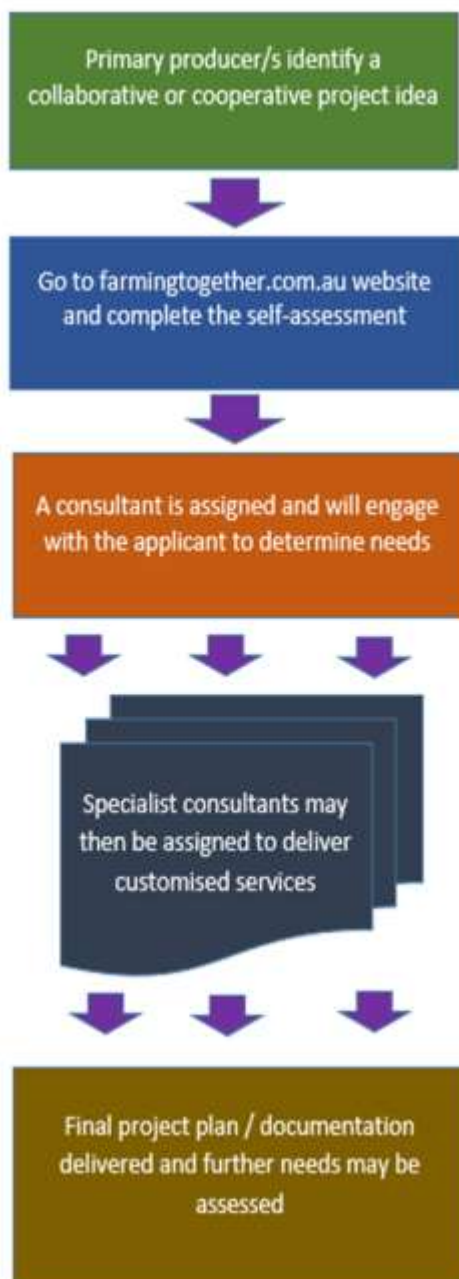 Primary producer/s identify a
collaborative or cooperative project idea
Go to farmingtogether.com.au website
and complete the self-assessment
A consultant is assigned and will engage
with the applicant to determine needs
Specialist consultants may
then be assigned to deliver
customised services
Final project plan / documentation
delivered and further needs may be
assessed